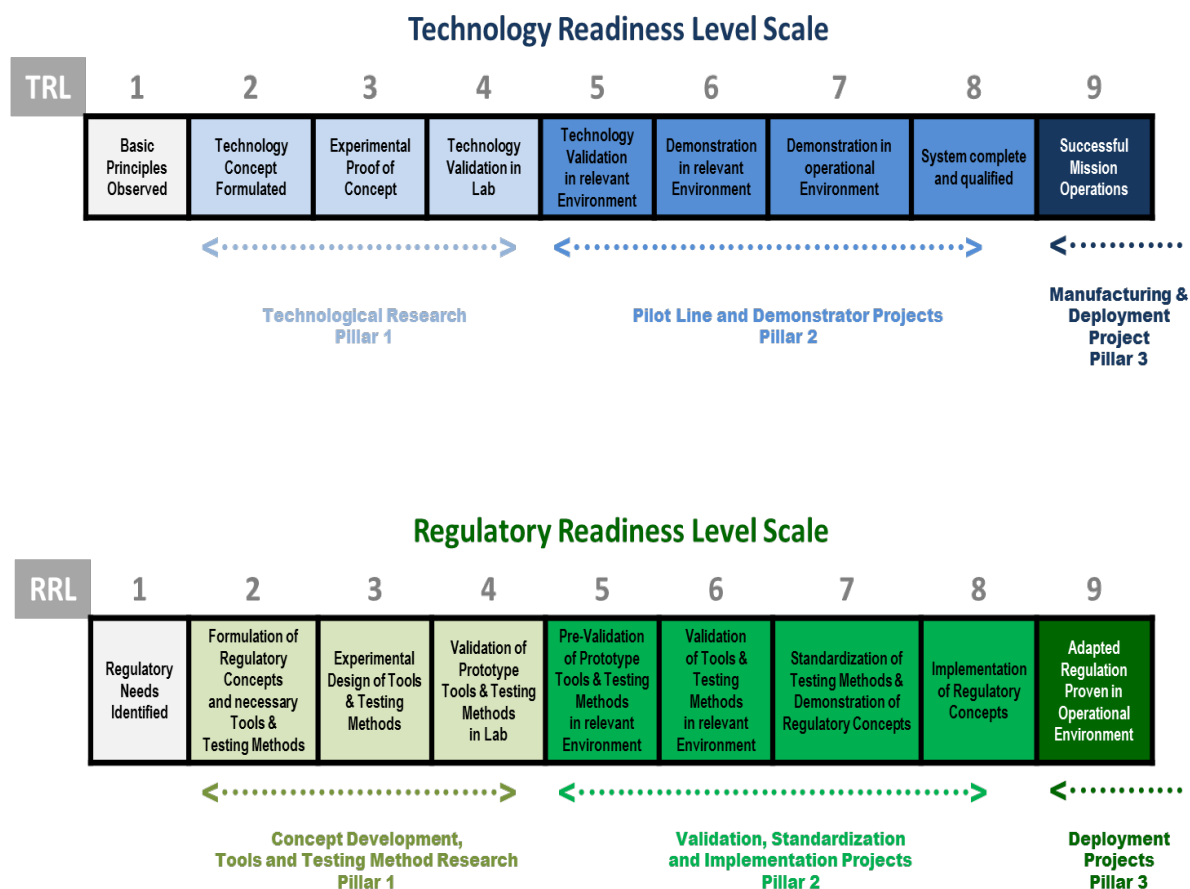 Technology Readiness Level Scale
TRL 1 2 3 4 5 6 7 8 9
Basic
Principles
Observed
Technology
Concept
Formulated
Experimental
Proof of
Concept
Technology
Validation in
Lab
Technology
Validation
in relevant
Environment
Demonstration
in relevant
Environment
Demonstration in
operational
Environment
System complete
and qualified
Successful
Mission
Operations
Technological Research
Pillar 1
Pilot Line and Demonstrator Projects
Pillar 2
Manufacturing &
Deployment
Project
Pillar 3
Regulatory Readiness Level Scale
RRL 1 2 3 4 5 6 7 8 9
Regulatory
Needs
Identified
Formulation of
Regulatory
Concepts
and necessary
Tools &
Testing Methods
Experimental
Design of Tools
& Testing
Methods
Validation of
Prototype
Tools & Testing
Methods
in Lab
Pre-Validation
of Prototype
Tools & Testing
Methods
in relevant
Environment
Validation
of Tools &
Testing
Methods
in relevant
Environment
Standardization of
Testing Methods &
Demonstration of
Regulatory Concepts
Implementation
of Regulatory
Concepts
Adapted
Regulation
Proven in
Operational
Environment
Concept Development,
Tools and Testing Method Research
Pillar 1
Validation, Standardization
and Implementation Projects
Pillar 2
Deployment
Projects
Pillar 3